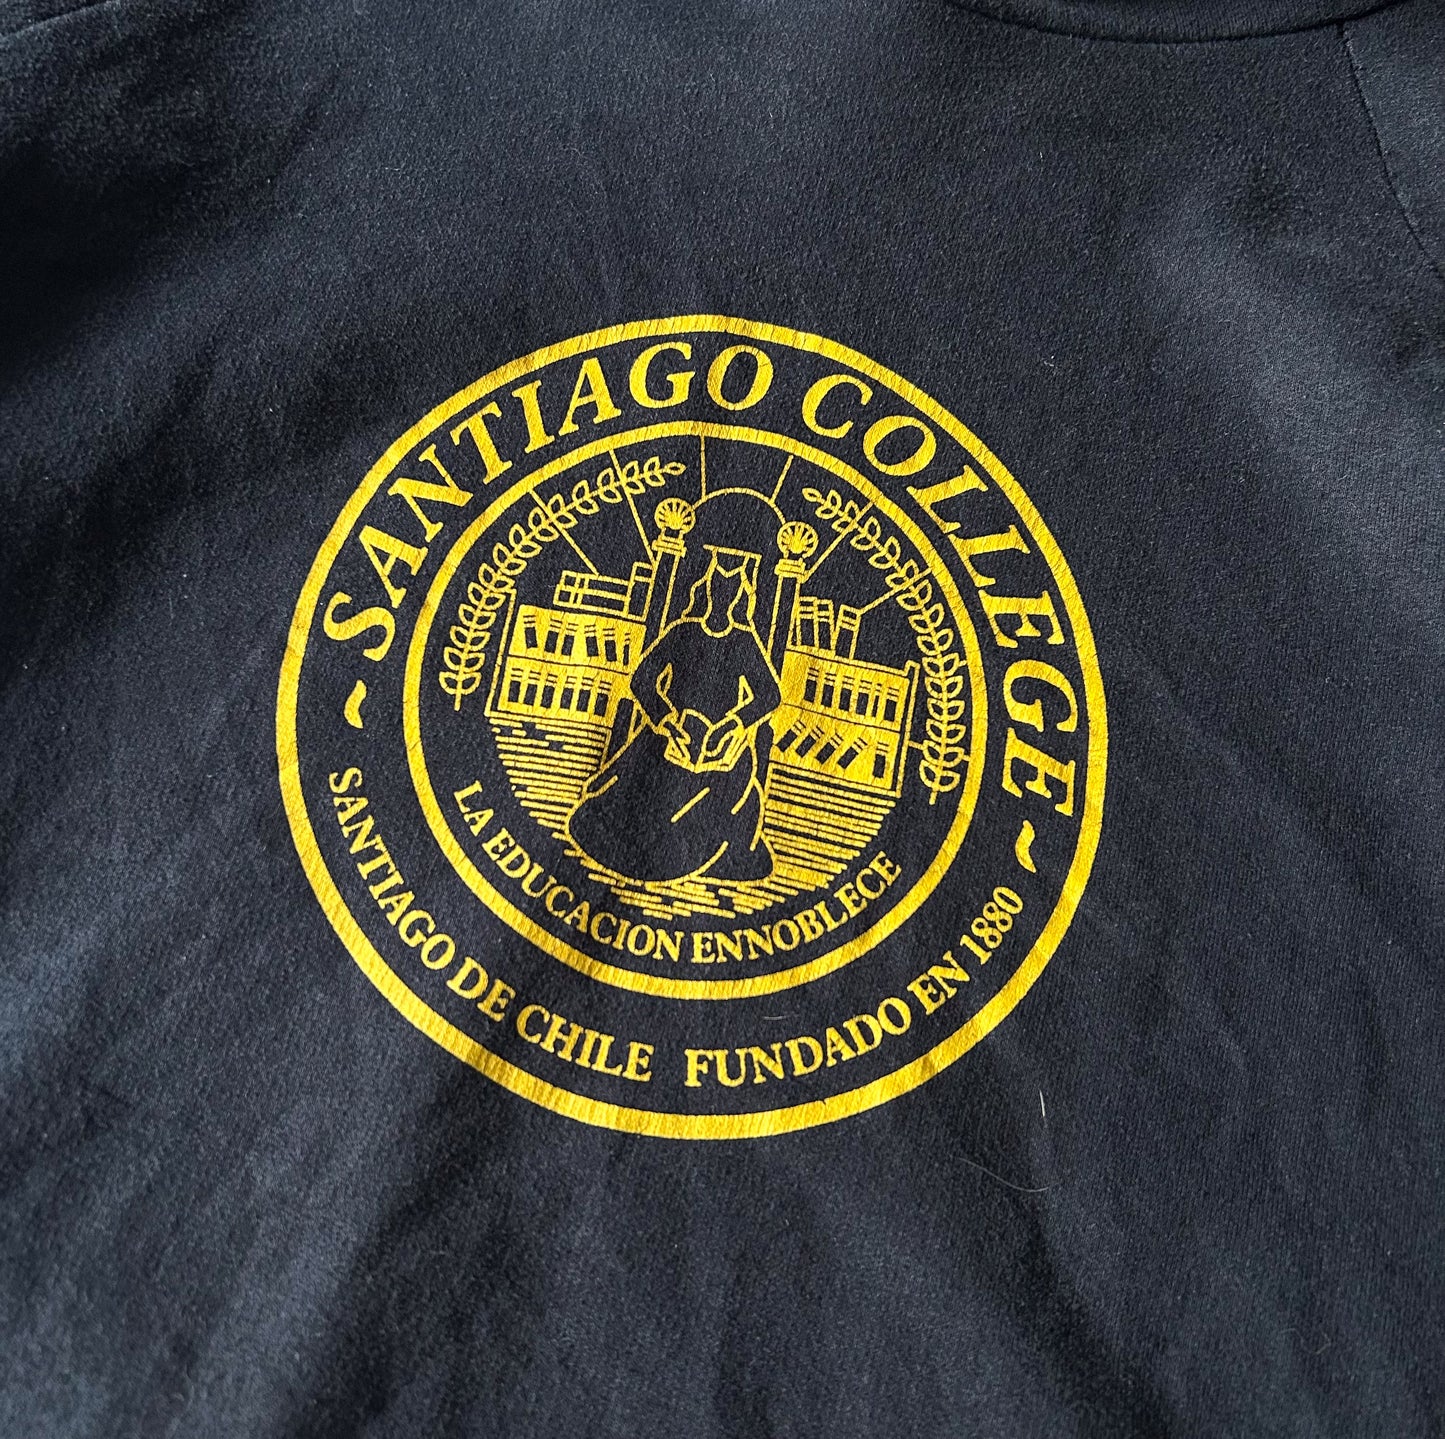 ~ SANTIAGO COLLEGE ~
LA EDUCACION ENNOBLECE
SANTIAGO DE CHILE FUNDADO EN 1880